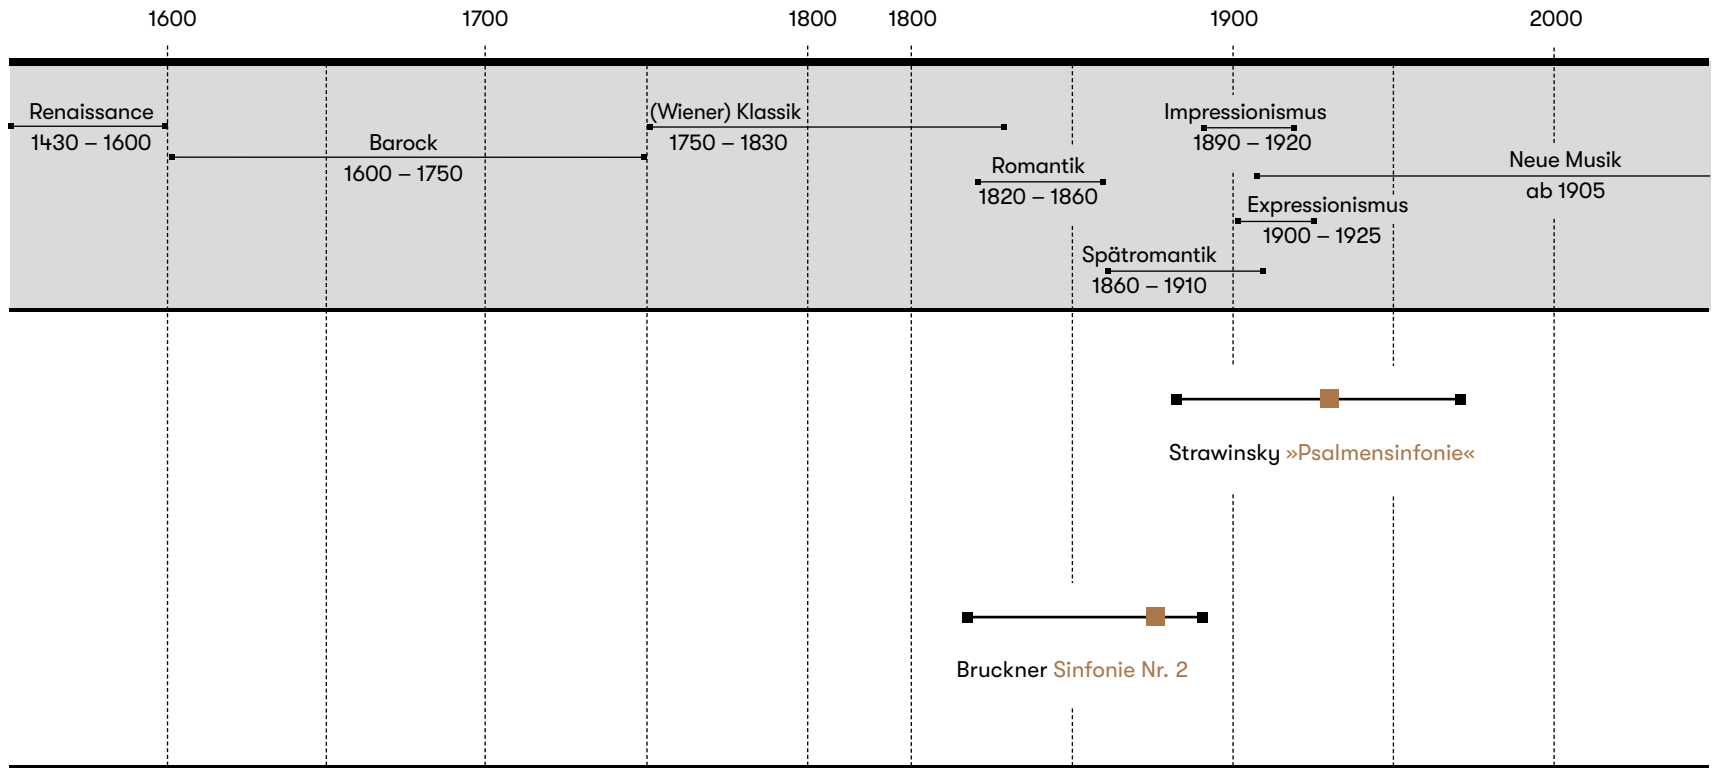 1600 1700 1800 1800 1900 2000
Renaissance
1430 – 1600
Barock
1600 – 1750
(Wiener) Klassik
1750 – 1830
Romantik
1820 – 1860
Spätromantik
1860 – 1910
Impressionismus
1890 – 1920
Expressionismus
1900 – 1925
Neue Musik
ab 1905
Strawinsky »Psalmensinfonie«
Bruckner Sinfonie Nr. 2